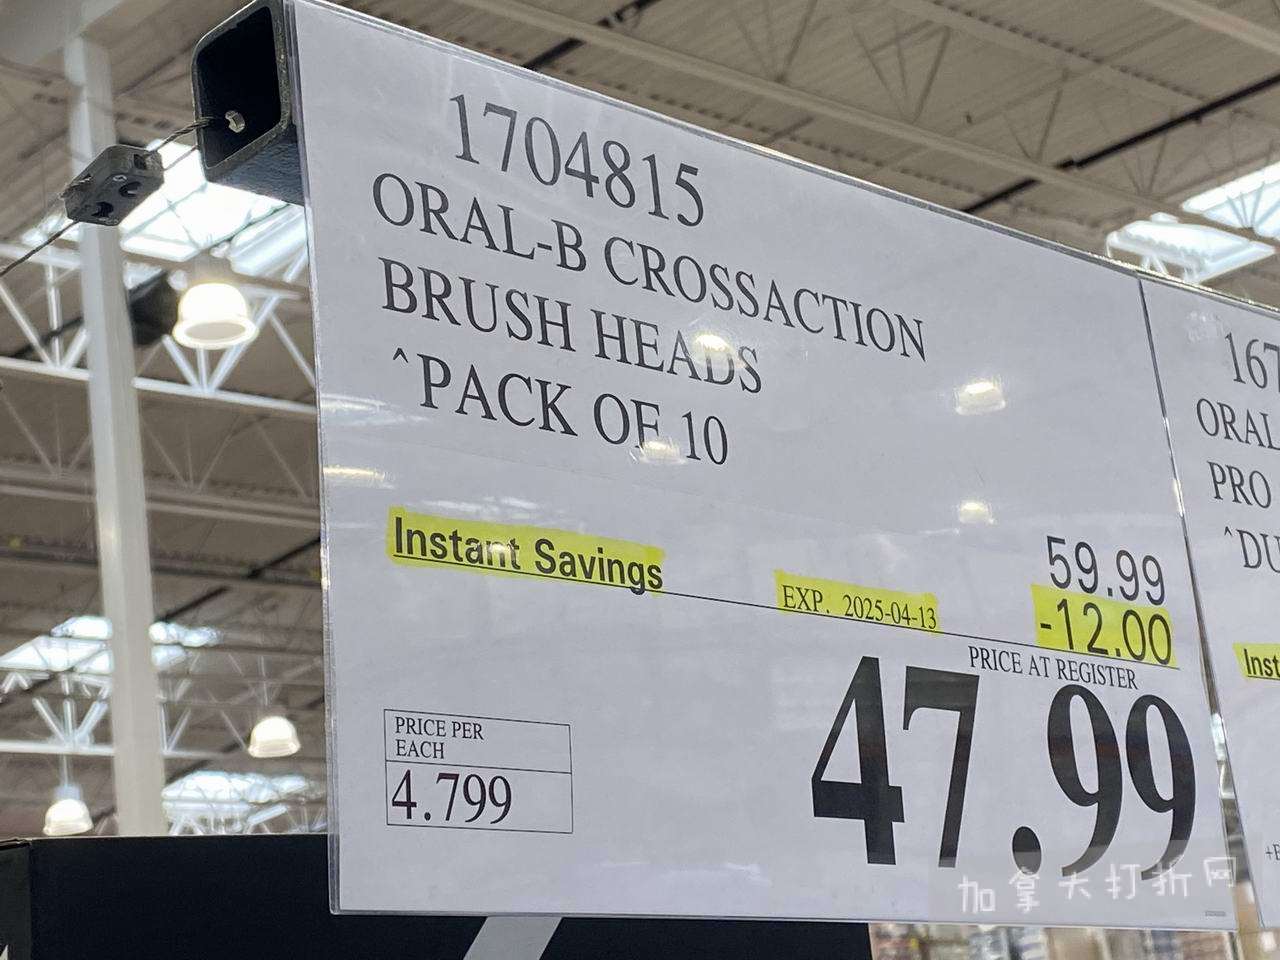 1704815
ORAL-B CROSSACTION
BRUSH HEADS
^PACK OF 10
Instant Savings
59.99
EXP. 2025-04-13
-12.00
PRICE AT REGISTER
47.99
PRICE PER
EACH
4.799
167
ORAL
PRO
^DU
Inst
+E
加拿大打折网